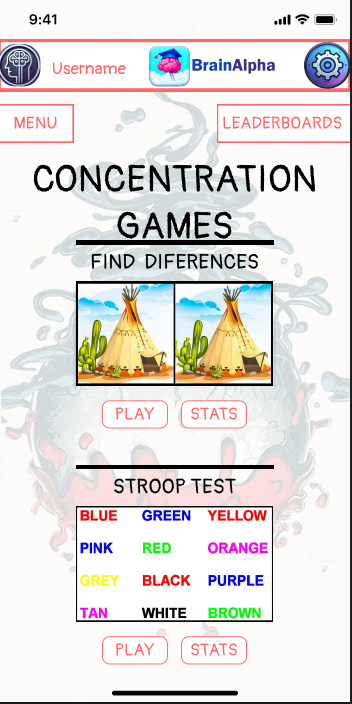 9:41
Username
BrainAlpha
MENU
LEADERBOARDS
CONCENTRATION
GAMES
FIND DIFERENCES
PLAY STATS
STROOP TEST
BLUE GREEN YELLOW
PINK RED ORANGE
GREY BLACK PURPLE
TAN WHITE BROWN
PLAY STATS